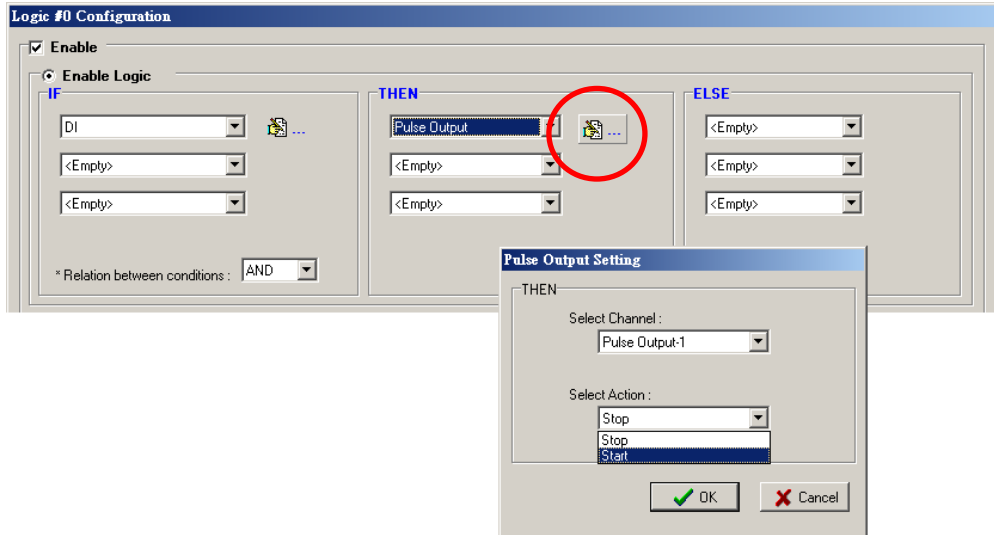 Logic #0 Configuration
Enable
Enable Logic
IF
THEN
ELSE
DI
...
Pulse Output
...
<Empty>
<Empty>
<Empty>
<Empty>
<Empty>
<Empty>
<Empty>
* Relation between conditions :
AND
Pulse Output Setting
THEN
Select Channel :
Pulse Output-1
Select Action :
Stop
Stop
Start
OK
Cancel